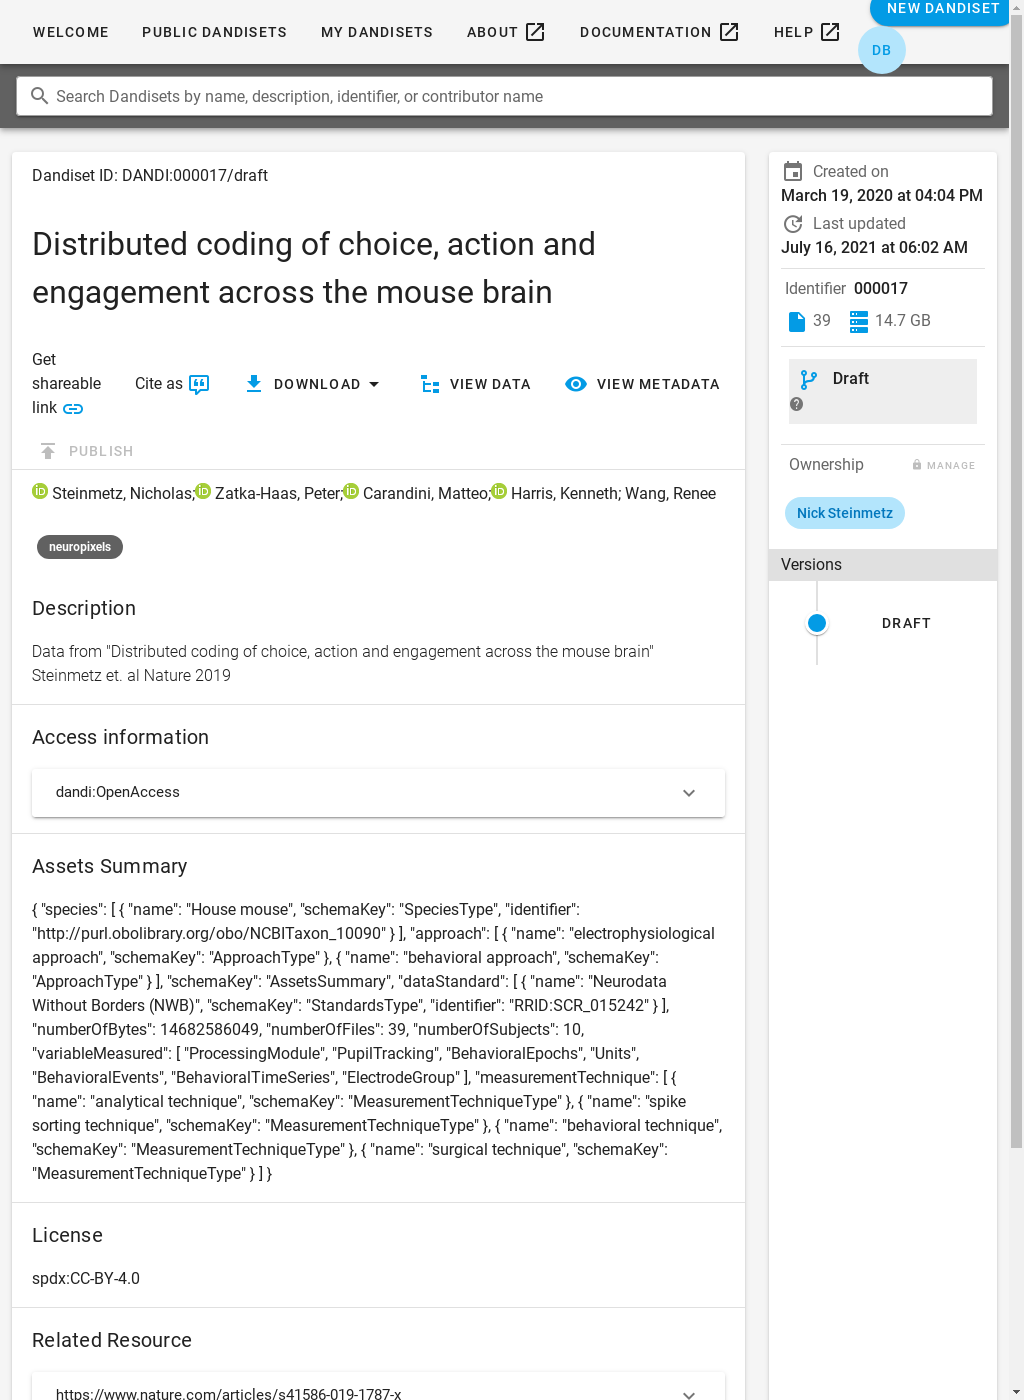 WELCOME PUBLIC DANDISETS MY DANDISETS ABOUT DOCUMENTATION HELP NEW DANDISET
DB
Search Dandisets by name, description, identifier, or contributor name
Dandiset ID: DANDI:000017/draft
Distributed coding of choice, action and
engagement across the mouse brain
Get
shareable
link
Cite as
DOWNLOAD
VIEW DATA
VIEW METADATA
PUBLISH
Steinmetz, Nicholas; Zatka-Haas, Peter; Carandini, Matteo; Harris, Kenneth; Wang, Renee
neuropixels
Description
Data from "Distributed coding of choice, action and engagement across the mouse brain"
Steinmetz et. al Nature 2019
Access information
dandi:OpenAccess
Assets Summary
{ "species": [ { "name": "House mouse", "schemaKey": "SpeciesType", "identifier":
"http://purl.obolibrary.org/obo/NCBITaxon_10090" } ], "approach": [ { "name": "electrophysiological
approach", "schemaKey": "ApproachType" }, { "name": "behavioral approach", "schemaKey":
"ApproachType" } ], "schemaKey": "AssetsSummary", "dataStandard": [ { "name": "Neurodata
Without Borders (NWB)", "schemaKey": "StandardsType", "identifier": "RRID:SCR_015242" } ],
"numberOfBytes": 14682586049, "numberOfFiles": 39, "numberOfSubjects": 10,
"variableMeasured": [ "ProcessingModule", "PupilTracking", "BehavioralEpochs", "Units",
"BehavioralEvents", "BehavioralTimeSeries", "ElectrodeGroup" ], "measurementTechnique": [ {
"name": "analytical technique", "schemaKey": "MeasurementTechniqueType" }, { "name": "spike
sorting technique", "schemaKey": "MeasurementTechniqueType" }, { "name": "behavioral technique",
"schemaKey": "MeasurementTechniqueType" }, { "name": "surgical technique", "schemaKey":
"MeasurementTechniqueType" } ] }
License
spdx:CC-BY-4.0
Related Resource
https://www.nature.com/articles/s41586-019-1787-x
Created on
March 19, 2020 at 04:04 PM
Last updated
July 16, 2021 at 06:02 AM
Identifier 000017
39 14.7 GB
Draft
Ownership MANAGE
Nick Steinmetz
Versions
DRAFT